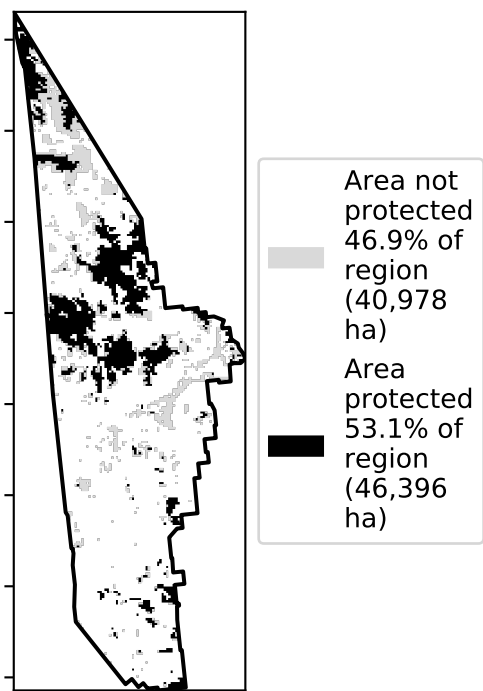 Area not
protected
46.9% of
region
(40,978
ha)
Area
protected
53.1% of
region
(46,396
ha)